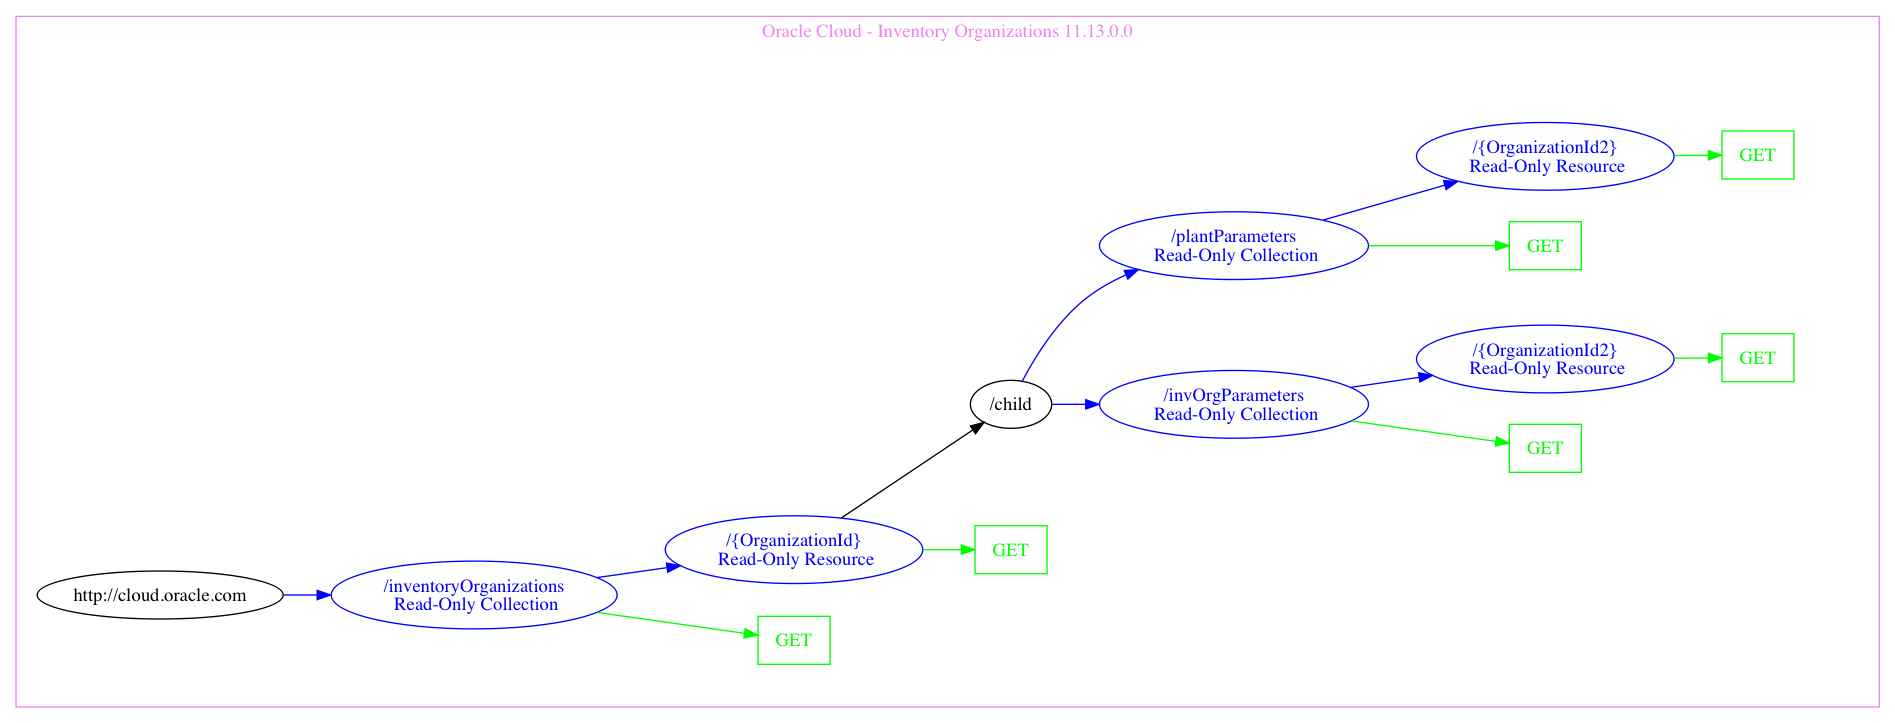 Oracle Cloud - Inventory Organizations 11.13.0.0
/{OrganizationId2}
Read-Only Resource
GET
/plantParameters
Read-Only Collection
GET
/{OrganizationId2}
Read-Only Resource
GET
/child
/invOrgParameters
Read-Only Collection
GET
/{OrganizationId}
Read-Only Resource
GET
http://cloud.oracle.com
/inventoryOrganizations
Read-Only Collection
GET